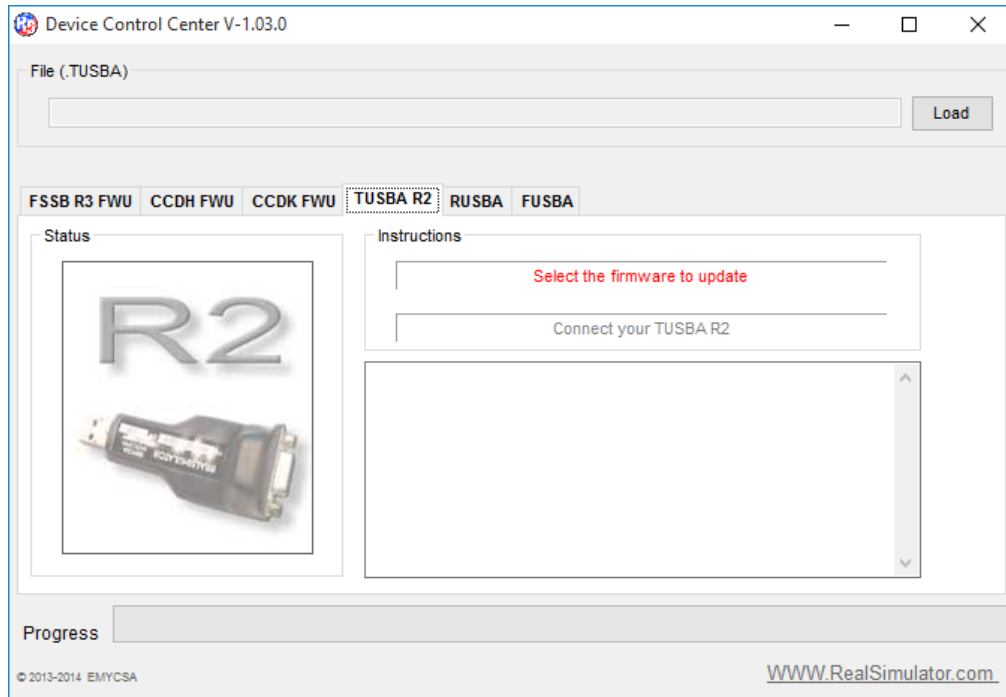 Device Control Center V-1.03.0
File (.TUSBA)
Load
FSSB R3 FWU CCDH FWU CCDK FWU TUSBA R2 RUSBA FUSBA
Status
Instructions
R2
Select the firmware to update
Connect your TUSBA R2
REALSIMULATOR
Progress
© 2013-2014 EMYCSA
WWW.RealSimulator.com